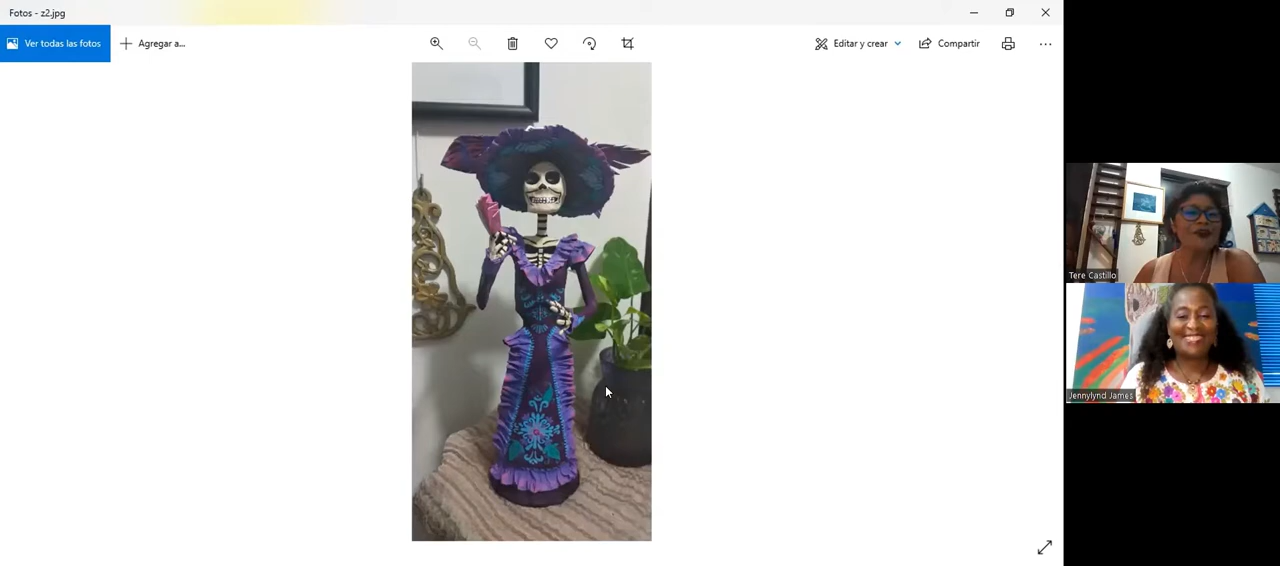 Fotos - z2.jpg
Ver todas las fotos
Agregar a...
Editar y crear
Compartir
Tere Castillo
Jennylynd James